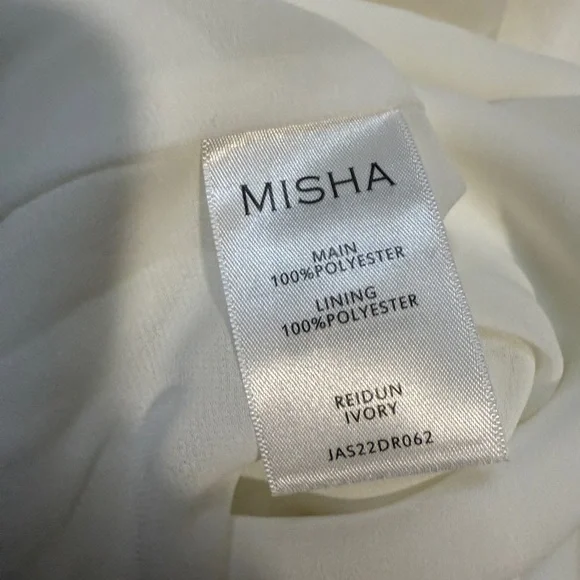 MISHA
MAIN
100%POLYESTER
LINING
100%POLYESTER
REIDUN
IVORY
JAS22DR062